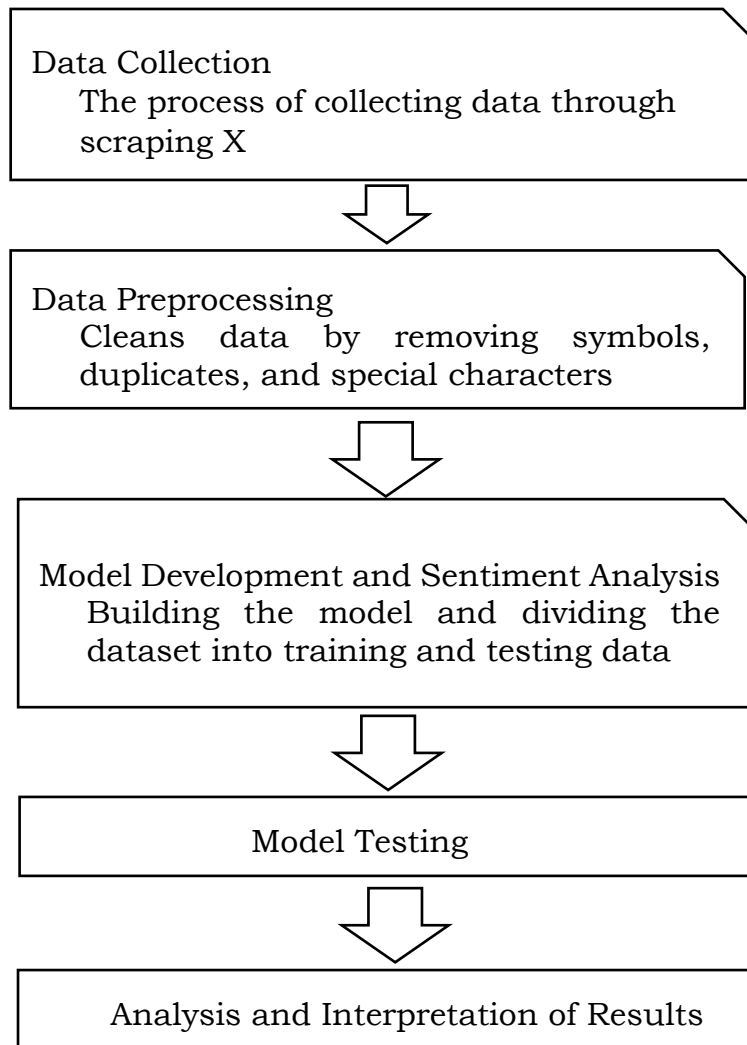 Data Collection
The process of collecting data through
scraping X
Data Preprocessing
Cleans data by removing symbols,
duplicates, and special characters
Model Development and Sentiment Analysis
Building the model and dividing the
dataset into training and testing data
Model Testing
Analysis and Interpretation of Results